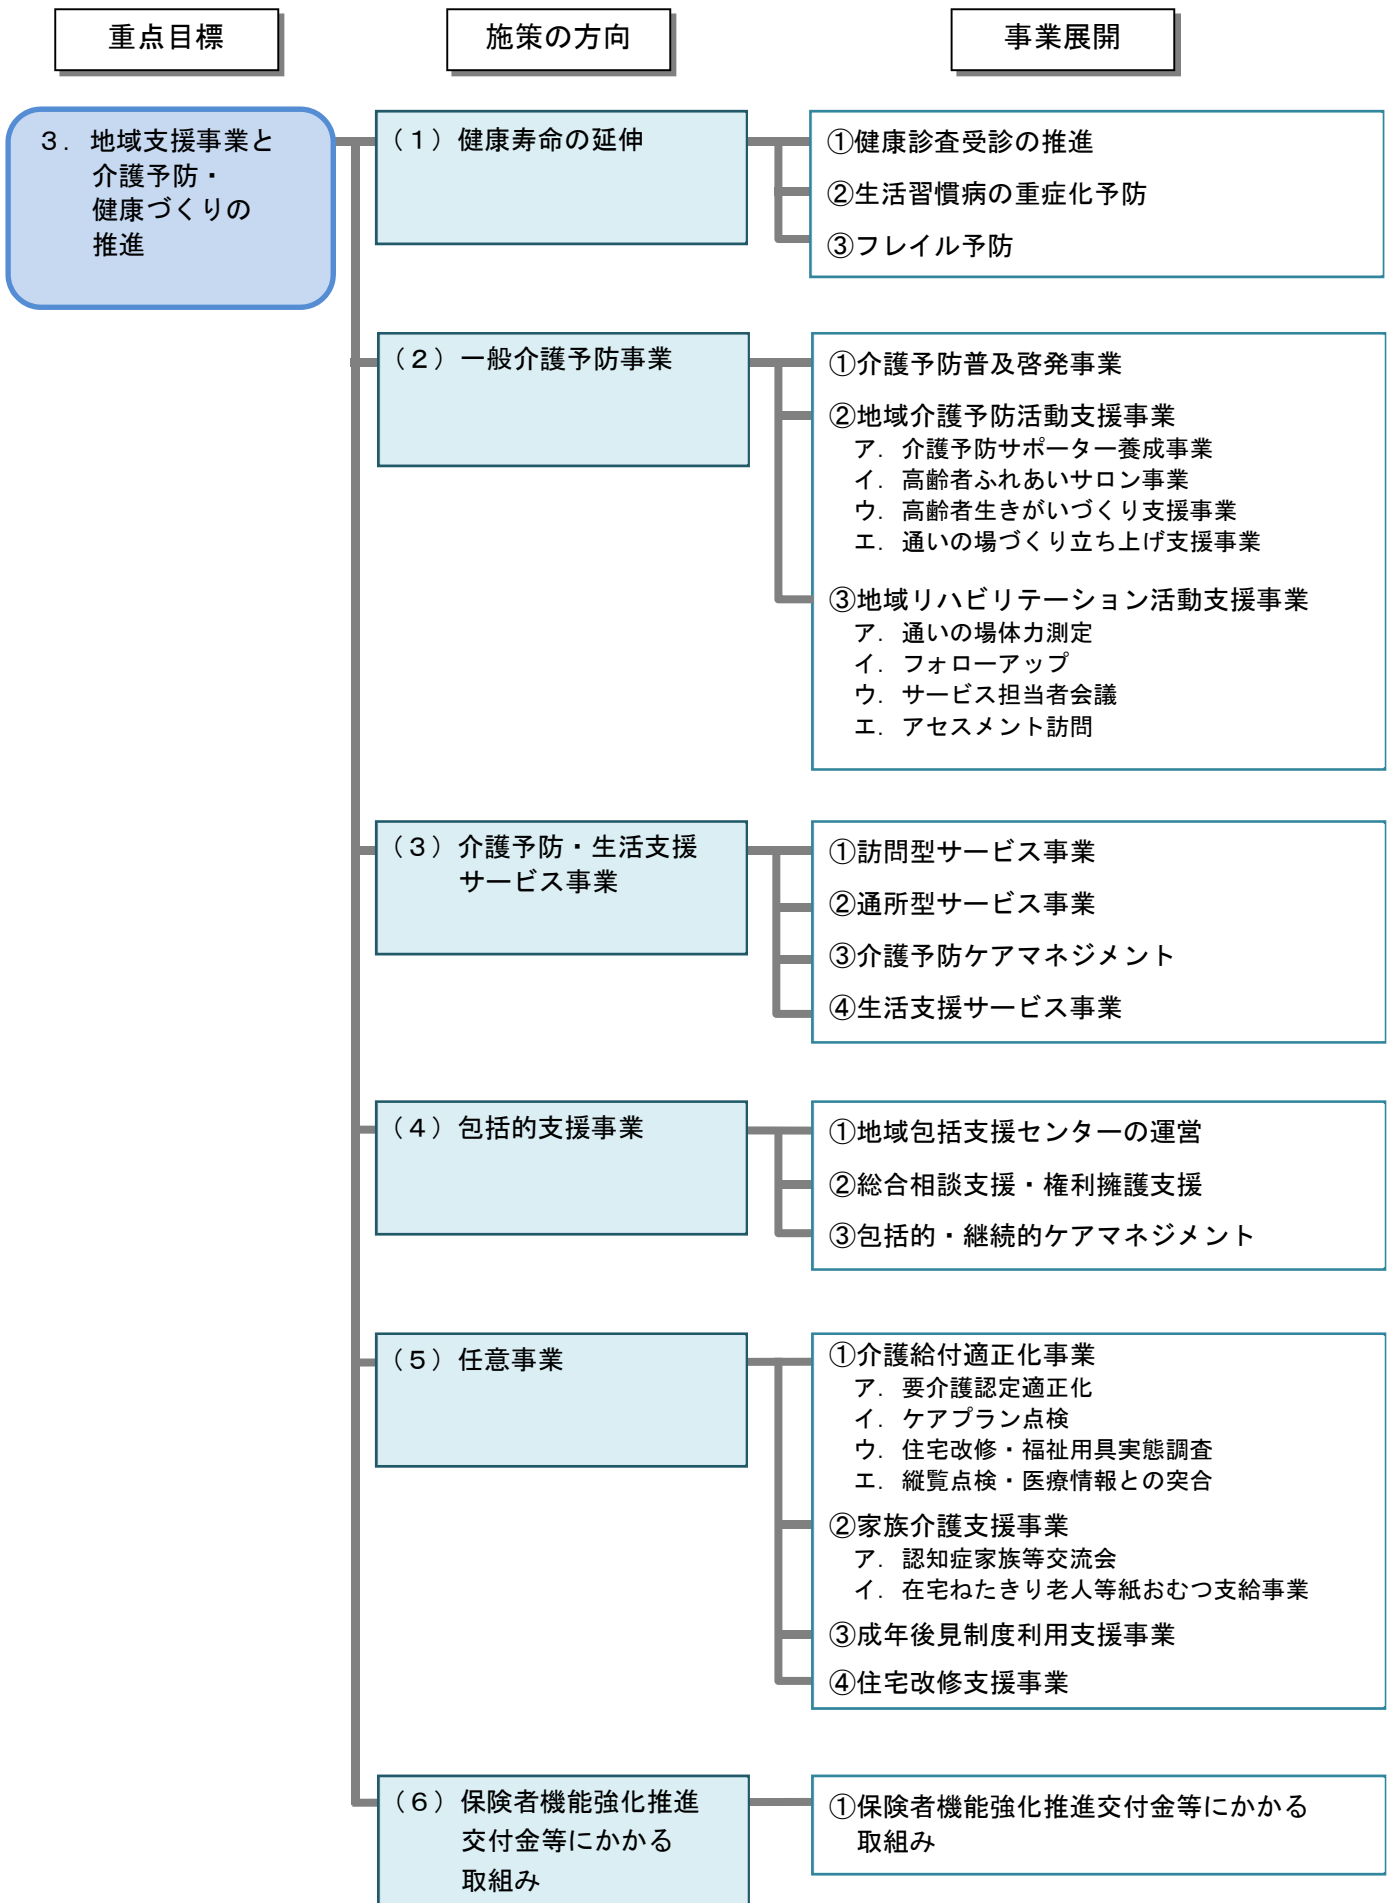 重点目標
施策の方向
事業展開
３．地域支援事業と
介護予防・
健康づくりの
推進
（１）健康寿命の延伸
①健康診査受診の推進
②生活習慣病の重症化予防
③フレイル予防
（２）一般介護予防事業
①介護予防普及啓発事業
②地域介護予防活動支援事業
ア．介護予防サポーター養成事業
イ．高齢者ふれあいサロン事業
ウ．高齢者生きがいづくり支援事業
エ．通いの場づくり立ち上げ支援事業
③地域リハビリテーション活動支援事業
ア．通いの場体力測定
イ．フォローアップ
ウ．サービス担当者会議
エ．アセスメント訪問
（３）介護予防・生活支援
サービス事業
①訪問型サービス事業
②通所型サービス事業
③介護予防ケアマネジメント
④生活支援サービス事業
（４）包括的支援事業
①地域包括支援センターの運営
②総合相談支援・権利擁護支援
③包括的・継続的ケアマネジメント
（５）任意事業
①介護給付適正化事業
ア．要介護認定適正化
イ．ケアプラン点検
ウ．住宅改修・福祉用具実態調査
エ．縦覧点検・医療情報との突合
②家族介護支援事業
ア．認知症家族等交流会
イ．在宅ねたきり老人等紙おむつ支給事業
③成年後見制度利用支援事業
④住宅改修支援事業
（６）保険者機能強化推進
交付金等にかかる
取組み
①保険者機能強化推進交付金等にかかる
取組み